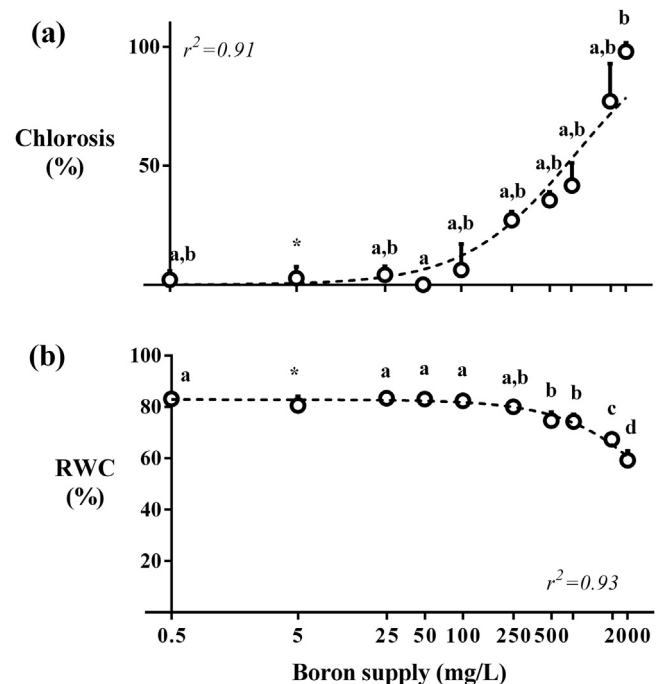 (a)
r²=0.91
Chlorosis
(%)
100
50
a,b
*
a,b
a
a,b
a,b
a,b
a,b
a,b
b
(b)
RWC
(%)
100
80
60
40
20
a
*
a
a
a
a,b
b
b
c
d
r²=0.93
0.5 5 25 50 100 250 500 2000
Boron supply (mg/L)